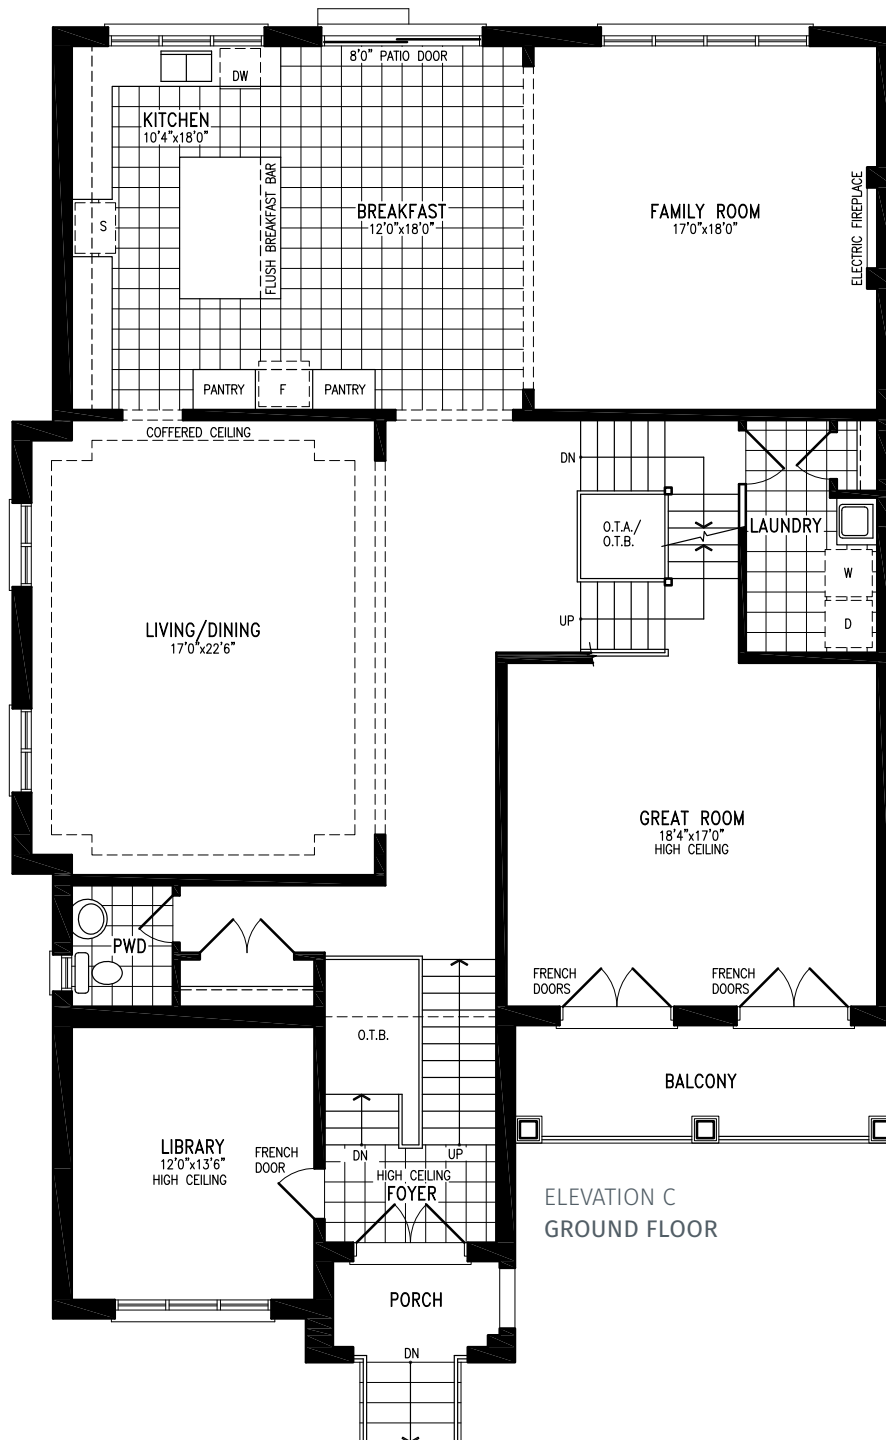 8'0" PATIO DOOR
DW
KITCHEN
10'4"x18'0"
FLUSH BREAKFAST BAR
S
BREAKFAST
12'0"x18'0"
FAMILY ROOM
17'0"x18'0"
ELECTRIC FIREPLACE
PANTRY
F
PANTRY
COFFERED CEILING
DN
O.T.A./
O.T.B.
LAUNDRY
W
D
UP
LIVING/DINING
17'0"x22'6"
GREAT ROOM
18'4"x17'0"
HIGH CEILING
PWD
FRENCH
DOORS
FRENCH
DOORS
O.T.B.
BALCONY
LIBRARY
12'0"x13'6"
HIGH CEILING
FRENCH
DOOR
DN
UP
HIGH CEILING
FOYER
ELEVATION C
GROUND FLOOR
PORCH
DN